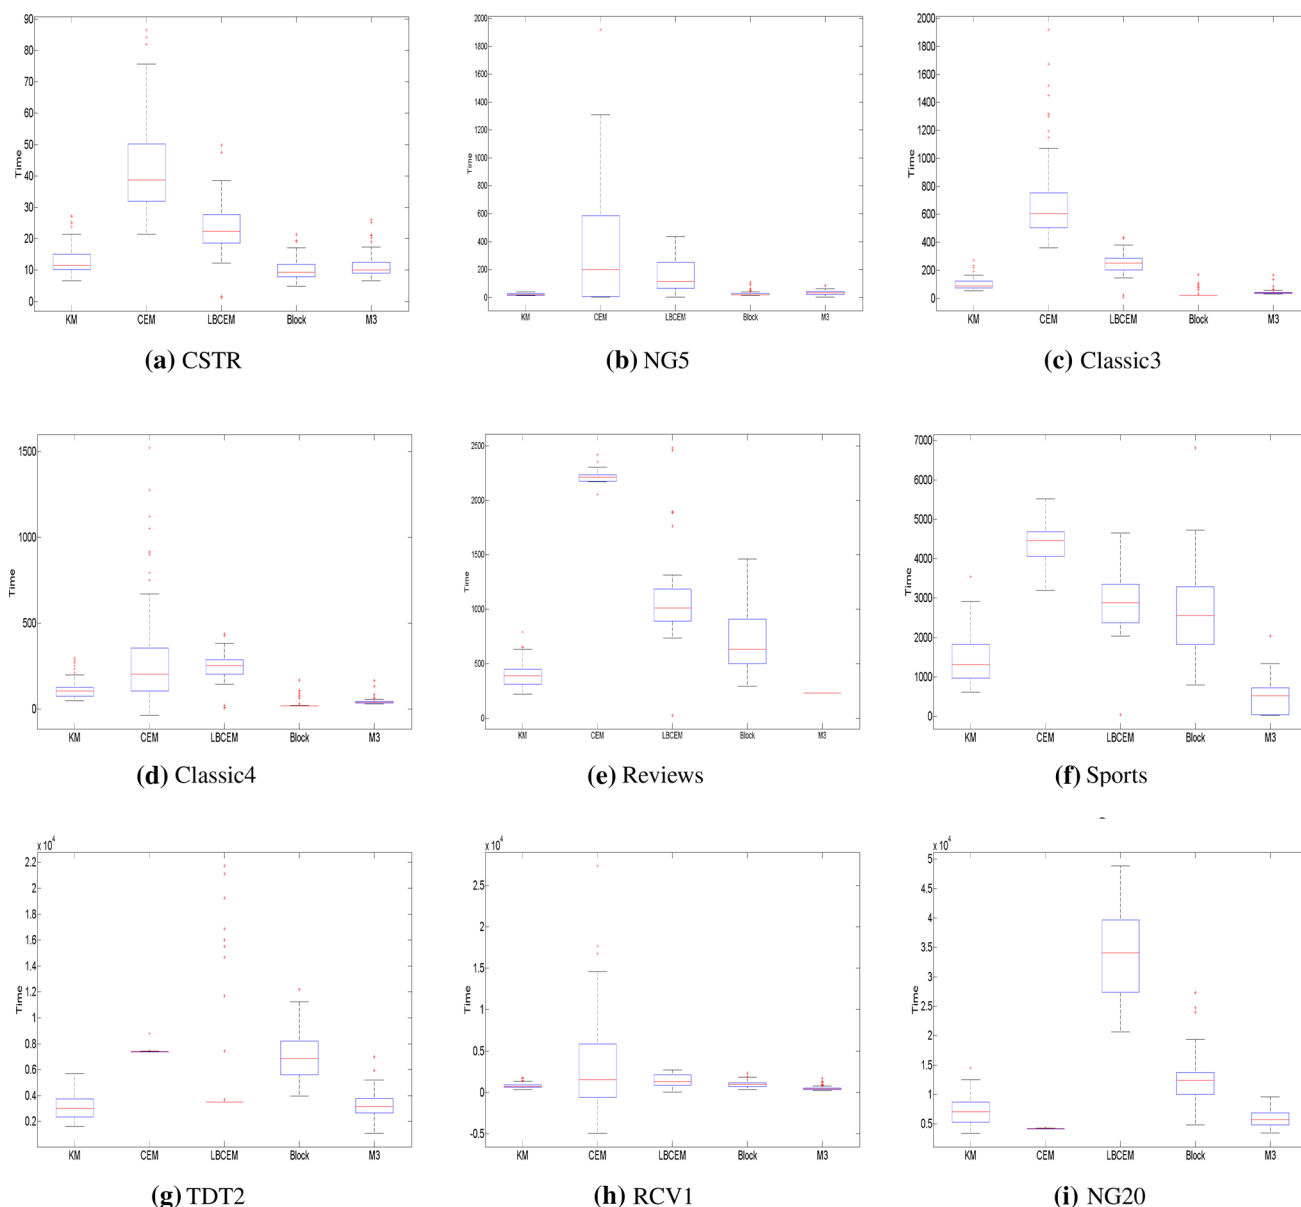 90
80
70
60
50
40
30
20
10
0
Time
KM CEM LBCEM Block M3
(a) CSTR
2000
1800
1600
1400
1200
1000
800
600
400
200
0
Time
KM CEM LBCEM Block M3
(b) NG5
2000
1800
1600
1400
1200
1000
800
600
400
200
0
Time
KM CEM LBCEM Block M3
(c) Classic3
1500
1000
500
0
Time
KM CEM LBCEM Block M3
(d) Classic4
2500
2000
1500
1000
500
0
Time
KM CEM LBCEM Block M3
(e) Reviews
7000
6000
5000
4000
3000
2000
1000
0
Time
KM CEM LBCEM Block M3
(f) Sports
x 10⁴
2.2
2
1.8
1.6
1.4
1.2
1
0.8
0.6
0.4
0.2
Time
KM CEM LBCEM Block M3
(g) TDT2
x 10⁴
2.5
2
1.5
1
0.5
0
-0.5
Time
KM CEM LBCEM Block M3
(h) RCV1
x 10⁴
5
4.5
4
3.5
3
2.5
2
1.5
1
0.5
Time
KM CEM LBCEM Block M3
(i) NG20